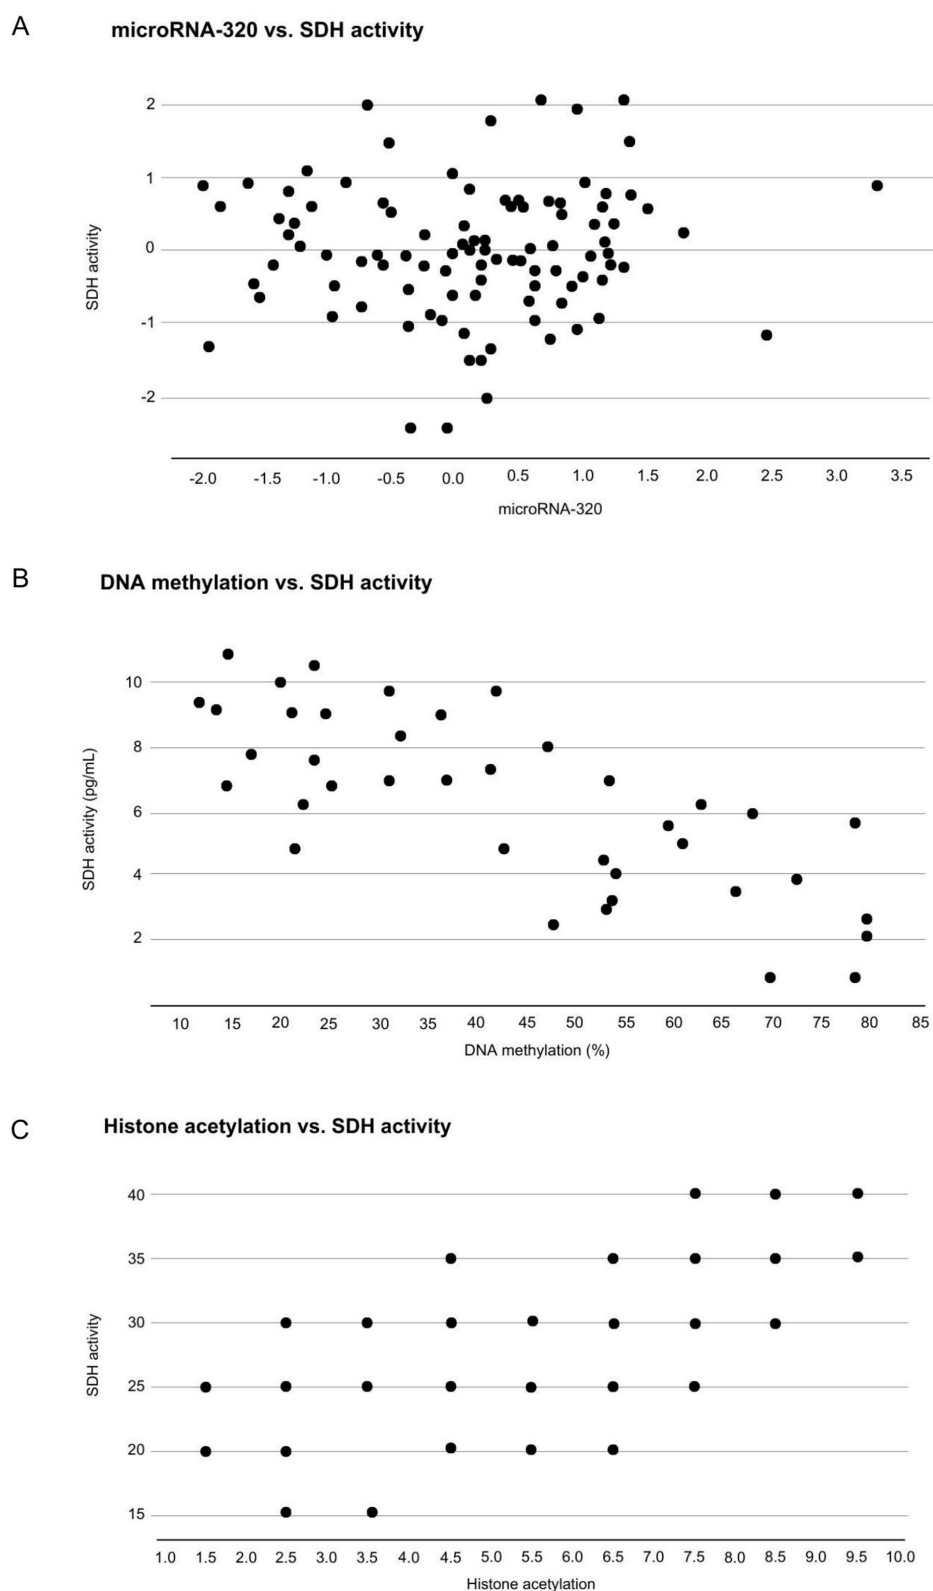 A
microRNA-320 vs. SDH activity
2
1
0
-1
-2
SDH activity
-2.0 -1.5 -1.0 -0.5 0.0 0.5 1.0 1.5 2.0 2.5 3.0 3.5
microRNA-320
B
DNA methylation vs. SDH activity
10
8
6
4
2
SDH activity (pg/mL)
10 15 20 25 30 35 40 45 50 55 60 65 70 75 80 85
DNA methylation (%)
C
Histone acetylation vs. SDH activity
40
35
30
25
20
15
SDH activity
1.0 1.5 2.0 2.5 3.0 3.5 4.0 4.5 5.0 5.5 6.0 6.5 7.0 7.5 8.0 8.5 9.0 9.5 10.0
Histone acetylation